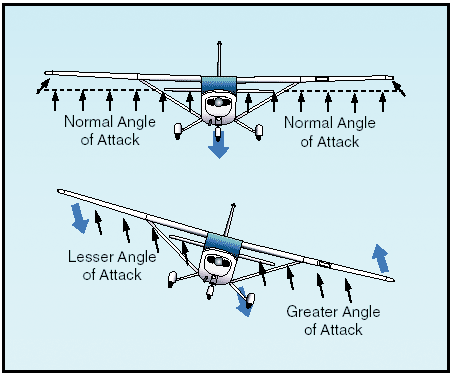 Normal Angle
of Attack
Normal Angle
of Attack
Lesser Angle
of Attack
Greater Angle
of Attack